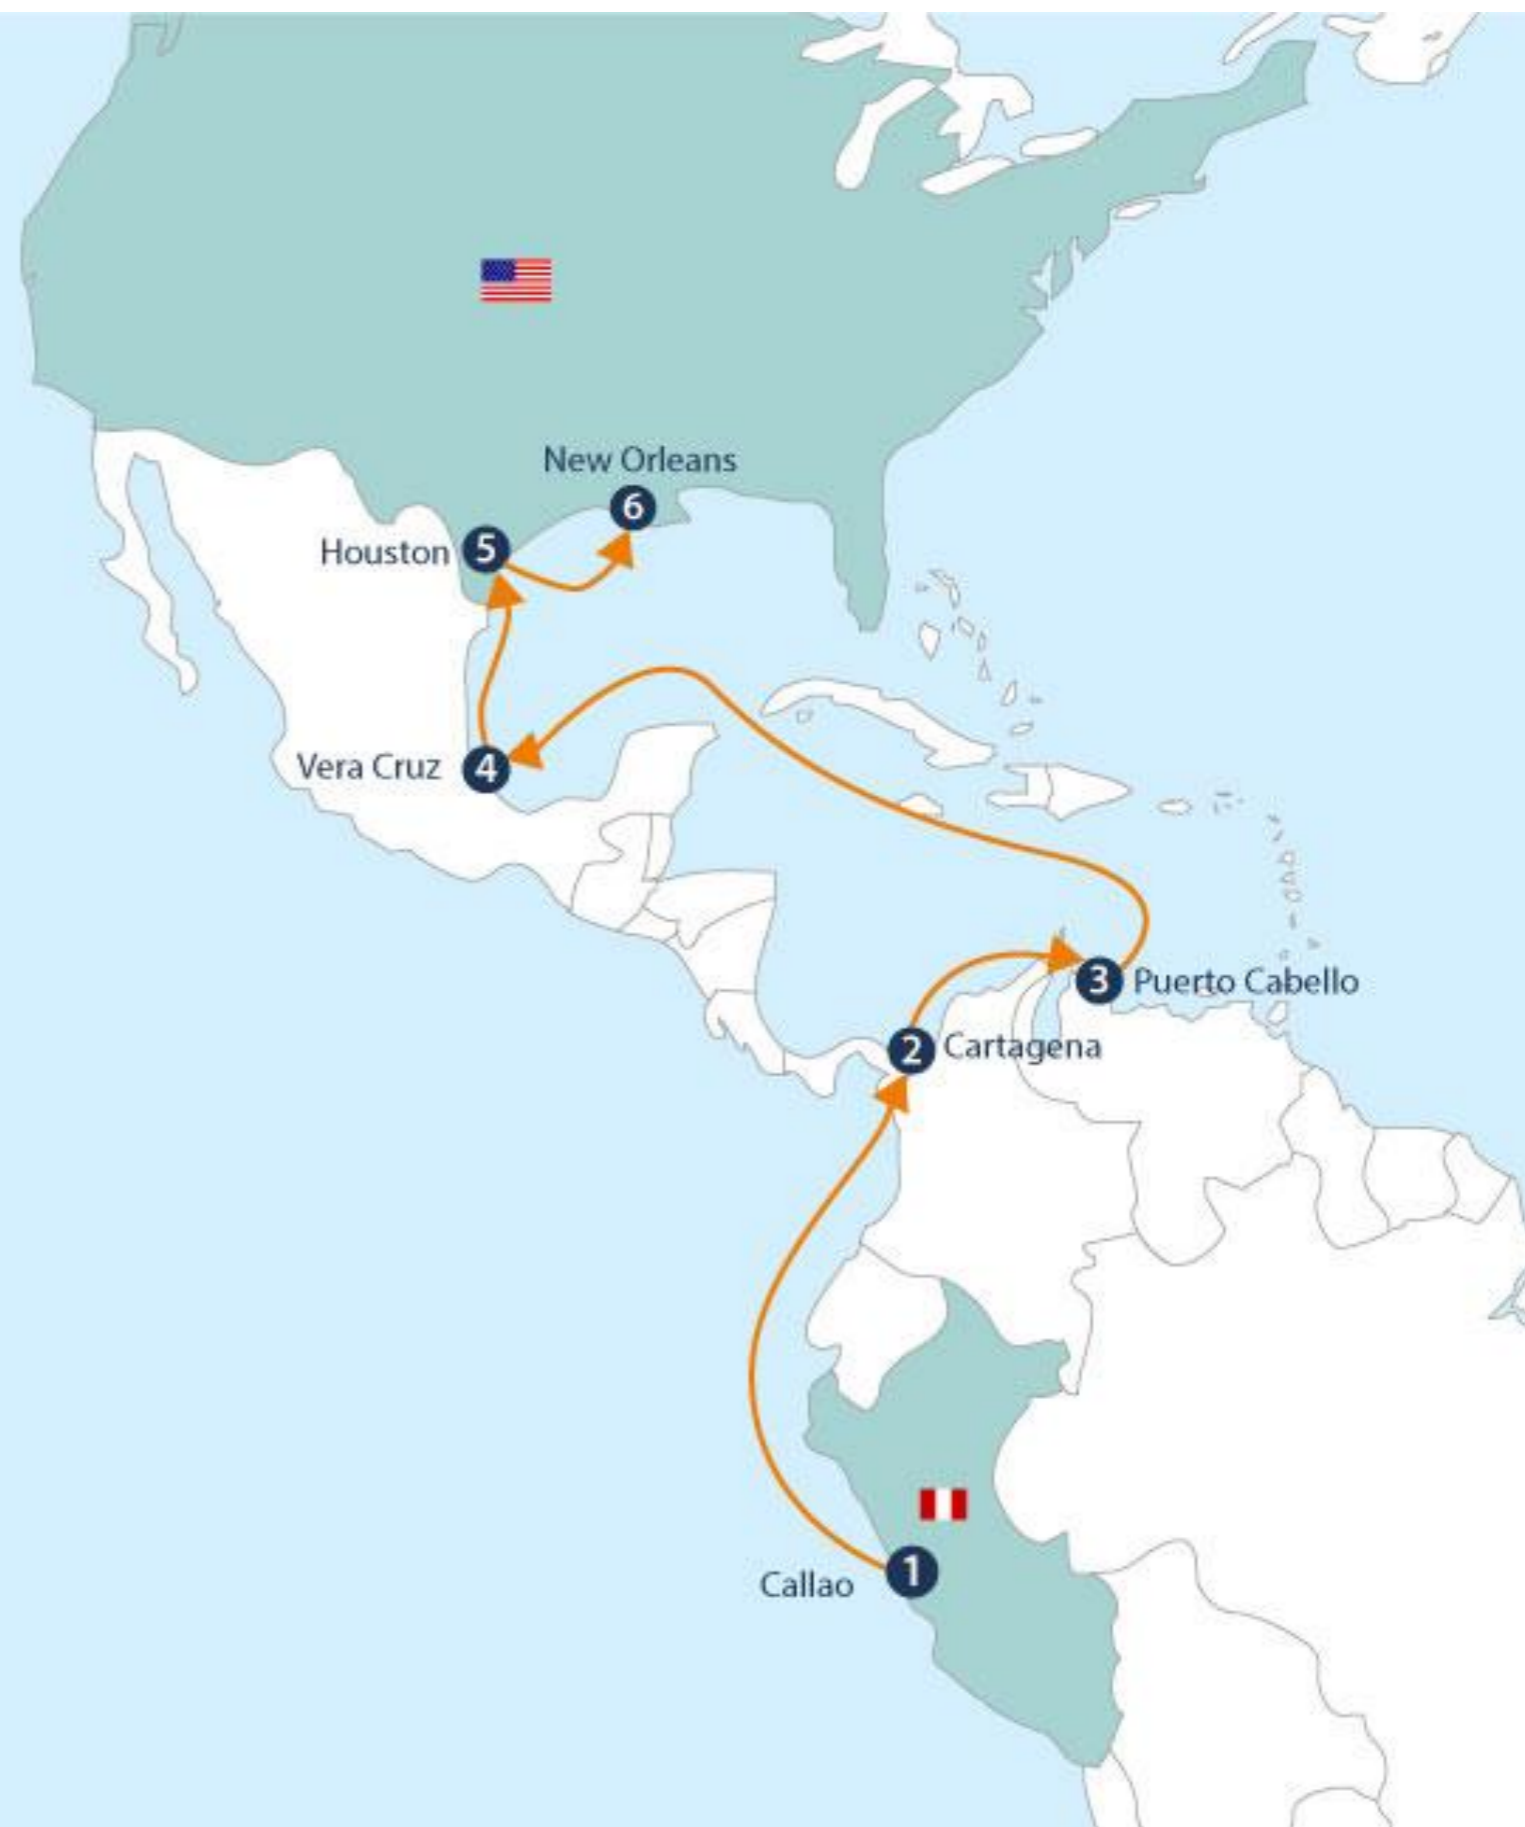 New Orleans
6
Houston 5
Vera Cruz 4
3 Puerto Cabello
2 Cartagena
1
Callao